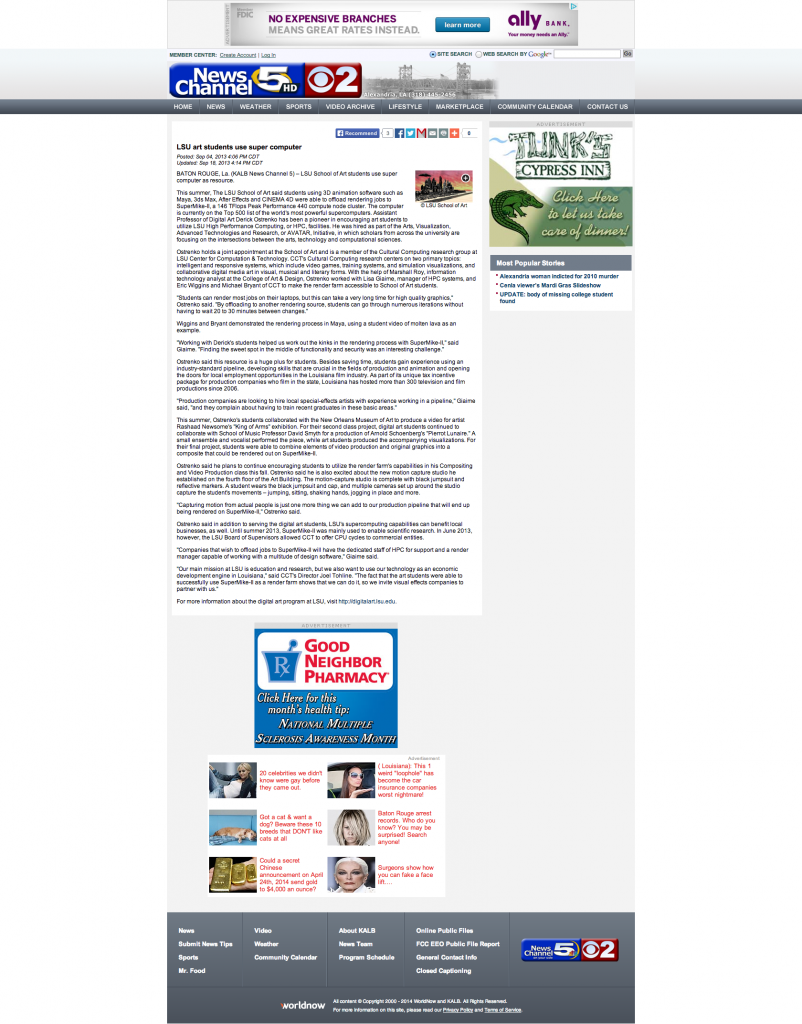 ADVERTISEMENT
Member
FDIC
NO EXPENSIVE BRANCHES
MEANS GREAT RATES INSTEAD.
learn more
ally BANK
Your money needs an Ally.
MEMBER CENTER: Create Account | Log In
SITE SEARCH WEB SEARCH BY Google Go
News Channel 5 HD CBS 2
Alexandria, LA (318) 445-2456
HOME NEWS WEATHER SPORTS VIDEO ARCHIVE LIFESTYLE MARKETPLACE COMMUNITY CALENDAR CONTACT US
Recommend 3 0
LSU art students use super computer
Posted: Sep 04, 2013 4:06 PM CDT
Updated: Sep 18, 2013 4:14 PM CDT
BATON ROUGE, La. (KALB News Channel 5) – LSU School of Art students use super
computer as resource.
© LSU School of Art
This summer, The LSU School of Art said students using 3D animation software such as
Maya, 3ds Max, After Effects and CINEMA 4D were able to offload rendering jobs to
SuperMike-II, a 146 TFlops Peak Performance 440 compute node cluster. The computer
is currently on the Top 500 list of the world's most powerful supercomputers. Assistant
Professor of Digital Art Derick Ostrenko has been a pioneer in encouraging art students to
utilize LSU High Performance Computing, or HPC, facilities. He was hired as part of the Arts, Visualization,
Advanced Technologies and Research, or AVATAR, Initiative, in which scholars from across the university are
focusing on the intersections between the arts, technology and computational sciences.
Ostrenko holds a joint appointment at the School of Art and is a member of the Cultural Computing research group at
LSU Center for Computation & Technology. CCT's Cultural Computing research centers on two primary topics:
intelligent and responsive systems, which include video games, training systems, and simulation visualizations, and
collaborative digital media art in visual, musical and literary forms. With the help of Marshall Roy, information
technology analyst at the College of Art & Design, Ostrenko worked with Lisa Giaime, manager of HPC systems, and
Eric Wiggins and Michael Bryant of CCT to make the render farm accessible to School of Art students.
"Students can render most jobs on their laptops, but this can take a very long time for high quality graphics,"
Ostrenko said. "By offloading to another rendering source, students can go through numerous iterations without
having to wait 20 to 30 minutes between changes."
Wiggins and Bryant demonstrated the rendering process in Maya, using a student video of molten lava as an
example.
"Working with Derick's students helped us work out the kinks in the rendering process with SuperMike-II," said
Giaime. "Finding the sweet spot in the middle of functionality and security was an interesting challenge."
Ostrenko said this resource is a huge plus for students. Besides saving time, students gain experience using an
industry-standard pipeline, developing skills that are crucial in the fields of production and animation and opening
the doors for local employment opportunities in the Louisiana film industry. As part of its unique tax incentive
package for production companies who film in the state, Louisiana has hosted more than 300 television and film
productions since 2006.
"Production companies are looking to hire local special-effects artists with experience working in a pipeline," Giaime
said, "and they complain about having to train recent graduates in these basic areas."
This summer, Ostrenko's students collaborated with the New Orleans Museum of Art to produce a video for artist
Rashaad Newsome's "King of Arms" exhibition. For their second class project, digital art students continued to
collaborate with School of Music Professor David Smyth for a production of Arnold Schoenberg's "Pierrot Lunaire." A
small ensemble and vocalist performed the piece, while art students produced the accompanying visualizations. For
their final project, students were able to combine elements of video production and original graphics into a
composite that could be rendered out on SuperMike-II.
Ostrenko said he plans to continue encouraging students to utilize the render farm's capabilities in his Compositing
and Video Production class this fall. Ostrenko said he is also excited about the new motion capture studio he
established on the fourth floor of the Art Building. The motion-capture studio is complete with black jumpsuit and
reflective markers. A student wears the black jumpsuit and cap, and multiple cameras set up around the studio
capture the student's movements – jumping, sitting, shaking hands, jogging in place and more.
"Capturing motion from actual people is just one more thing we can add to our production pipeline that will end up
being rendered on SuperMike-II," Ostrenko said.
Ostrenko said in addition to serving the digital art students, LSU's supercomputing capabilities can benefit local
businesses, as well. Until summer 2013, SuperMike-II was mainly used to enable scientific research. In June 2013,
however, the LSU Board of Supervisors allowed CCT to offer CPU cycles to commercial entities.
"Companies that wish to offload jobs to SuperMike-II will have the dedicated staff of HPC for support and a render
manager capable of working with a multitude of design software," Giaime said.
"Our main mission at LSU is education and research, but we also want to use our technology as an economic
development engine in Louisiana," said CCT's Director Joel Tohline. "The fact that the art students were able to
successfully use SuperMike-II as a render farm shows that we can do it, so we invite visual effects companies to
partner with us."
For more information about the digital art program at LSU, visit http://digitalart.lsu.edu.
ADVERTISEMENT
TUNK'S
CYPRESS INN
Click Here
to let us take
care of dinner!
Most Popular Stories
Alexandria woman indicted for 2010 murder
Cenla viewer's Mardi Gras Slideshow
UPDATE: body of missing college student
found
ADVERTISEMENT
GOOD
NEIGHBOR
PHARMACY
Click Here for this
month's health tip:
NATIONAL MULTIPLE
SCLEROSIS AWARENESS MONTH
Advertisement
20 celebrities we didn't
know were gay before
they came out.
( Louisiana): This 1
weird "loophole" has
become the car
insurance companies
worst nightmare!
Got a cat & want a
dog? Beware these 10
breeds that DON'T like
cats at all
Baton Rouge arrest
records. Who do you
know? You may be
surprised! Search
anyone!
Could a secret
Chinese
announcement on April
24th, 2014 send gold
to $4,000 an ounce?
Surgeons show how
you can fake a face
lift....
News Video About KALB Online Public Files
Submit News Tips Weather News Team FCC EEO Public File Report
Sports Community Calendar Program Schedule General Contact Info
Mr. Food Closed Captioning
News Channel 5 CBS 2
worldnow
All content © Copyright 2000 - 2014 WorldNow and KALB. All Rights Reserved.
For more information on this site, please read our Privacy Policy and Terms of Service.